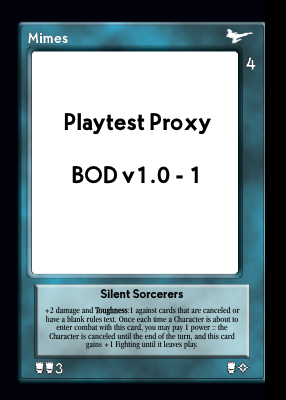 Mimes
4
Playtest Proxy
BOD v1.0 - 1
Silent Sorcerers
+2 damage and Toughness:1 against cards that are canceled or
have a blank rules text. Once each time a Character is about to
enter combat with this card, you may pay 1 power :: the
Character is canceled until the end of the turn, and this card
gains +1 Fighting until it leaves play.
3